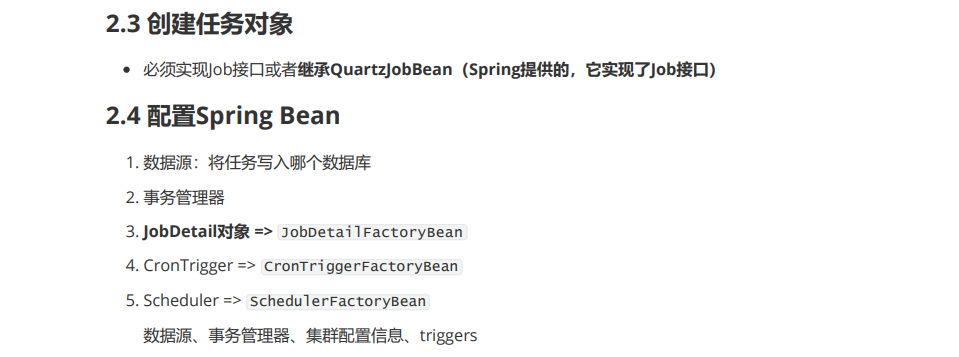 2.3 创建任务对象
• 必须实现Job接口或者继承QuartzJobBean（Spring提供的，它实现了Job接口）
2.4 配置Spring Bean
1. 数据源：将任务写入哪个数据库
2. 事务管理器
3. JobDetail对象 => JobDetailFactoryBean
4. CronTrigger => CronTriggerFactoryBean
5. Scheduler => SchedulerFactoryBean
数据源、事务管理器、集群配置信息、triggers